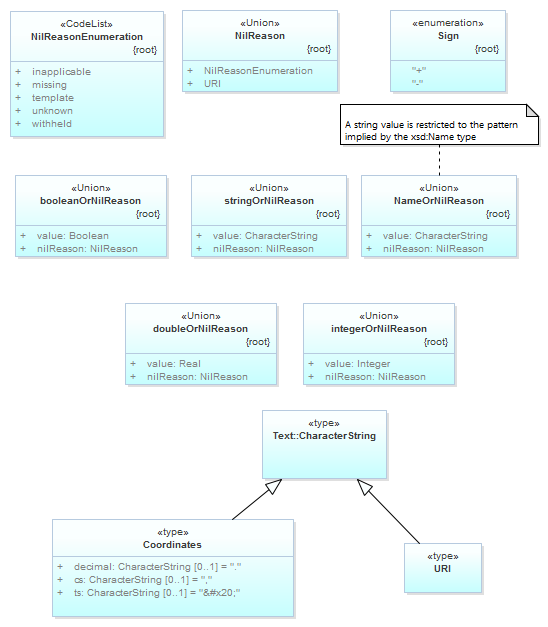 «CodeList»
NilReasonEnumeration
{root}
+ inapplicable
+ missing
+ template
+ unknown
+ withheld
«Union»
NilReason
{root}
+ NilReasonEnumeration
+ URI
«enumeration»
Sign
{root}
"+"
"-"
A string value is restricted to the pattern
implied by the xsd:Name type
«Union»
booleanOrNilReason
{root}
+ value: Boolean
+ nilReason: NilReason
«Union»
stringOrNilReason
{root}
+ value: CharacterString
+ nilReason: NilReason
«Union»
NameOrNilReason
{root}
+ value: CharacterString
+ nilReason: NilReason
«Union»
doubleOrNilReason
{root}
+ value: Real
+ nilReason: NilReason
«Union»
integerOrNilReason
{root}
+ value: Integer
+ nilReason: NilReason
«type»
Text::CharacterString
«type»
Coordinates
+ decimal: CharacterString [0..1] = "."
+ cs: CharacterString [0..1] = ","
+ ts: CharacterString [0..1] = "&#x20;"
«type»
URI